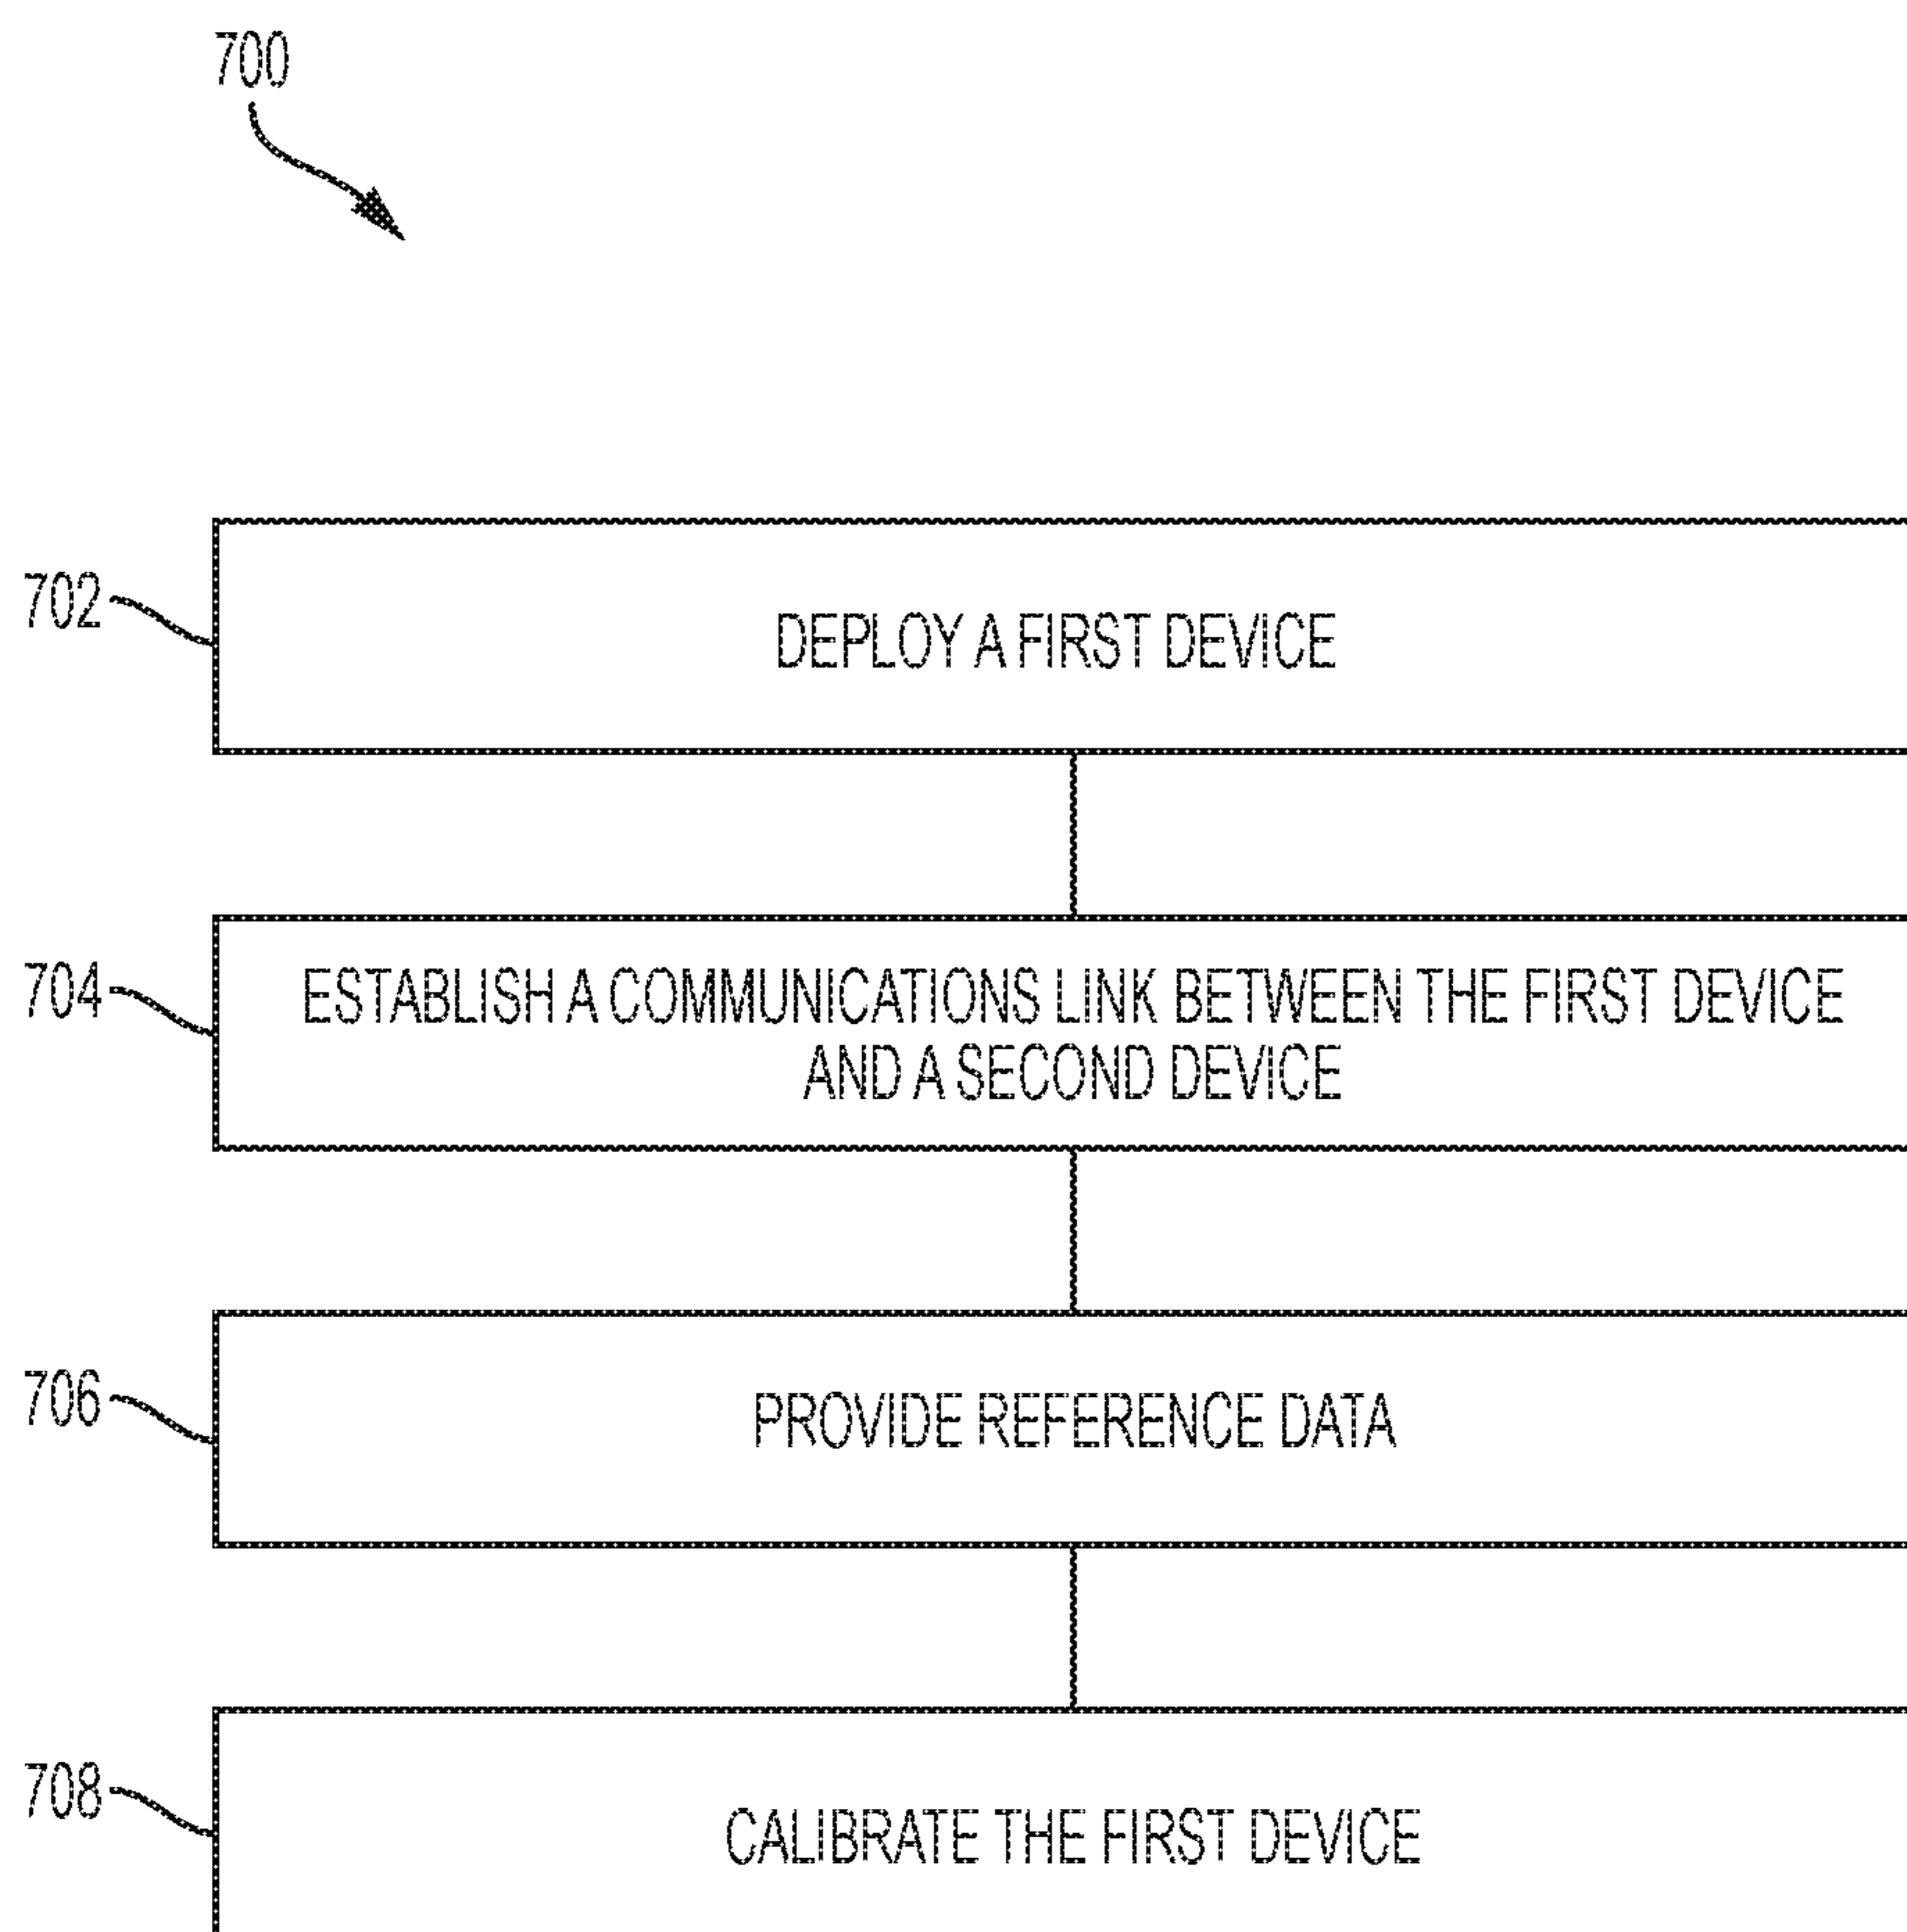 700
702
DEPLOY A FIRST DEVICE
704
ESTABLISH A COMMUNICATIONS LINK BETWEEN THE FIRST DEVICE
AND A SECOND DEVICE
706
PROVIDE REFERENCE DATA
708
CALIBRATE THE FIRST DEVICE